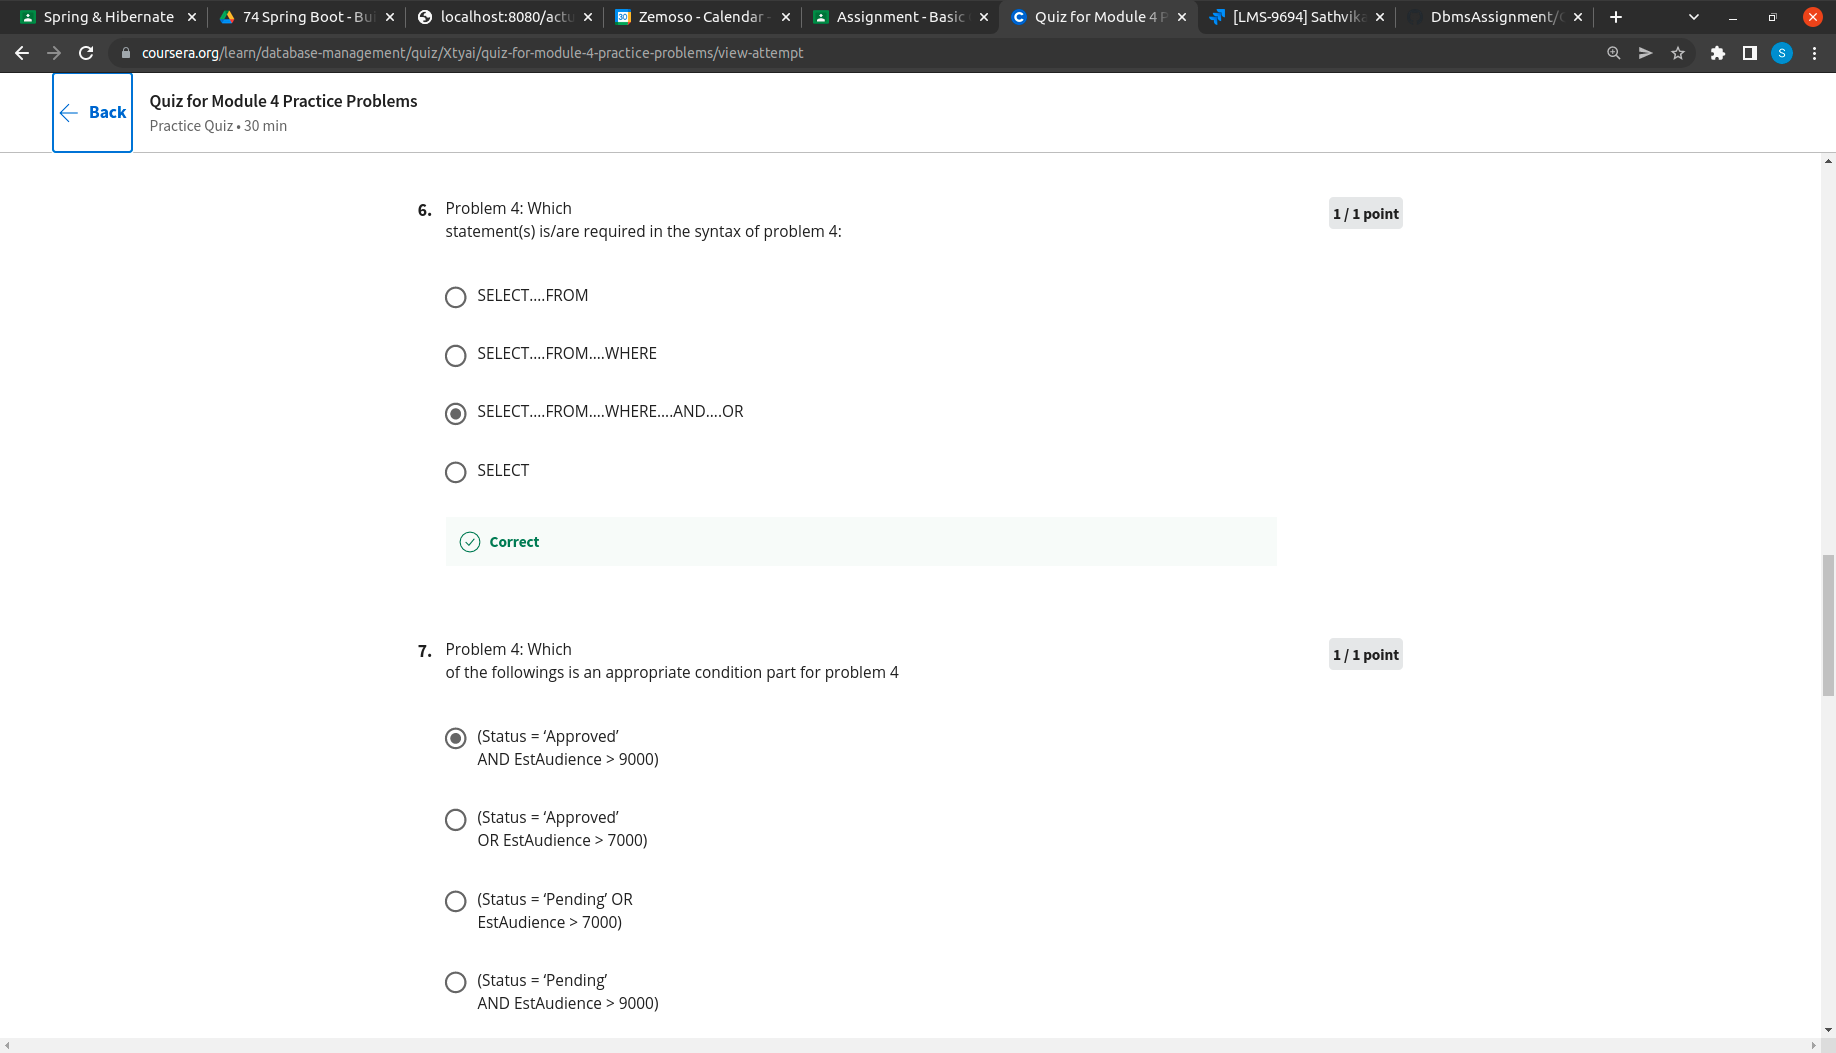 Spring & Hibernate
74 Spring Boot - Bui
localhost:8080/actu
Zemoso - Calendar -
Assignment - Basic
Quiz for Module 4 P
[LMS-9694] Sathvika
DbmsAssignment/
coursera.org/learn/database-management/quiz/Xtyai/quiz-for-module-4-practice-problems/view-attempt
S
Back
Quiz for Module 4 Practice Problems
Practice Quiz • 30 min
6. Problem 4: Which
statement(s) is/are required in the syntax of problem 4:
1 / 1 point
SELECT....FROM
SELECT....FROM....WHERE
SELECT....FROM....WHERE....AND....OR
SELECT
Correct
7. Problem 4: Which
of the followings is an appropriate condition part for problem 4
1 / 1 point
(Status = ‘Approved’
AND EstAudience > 9000)
(Status = ‘Approved’
OR EstAudience > 7000)
(Status = ‘Pending’ OR
EstAudience > 7000)
(Status = ‘Pending’
AND EstAudience > 9000)